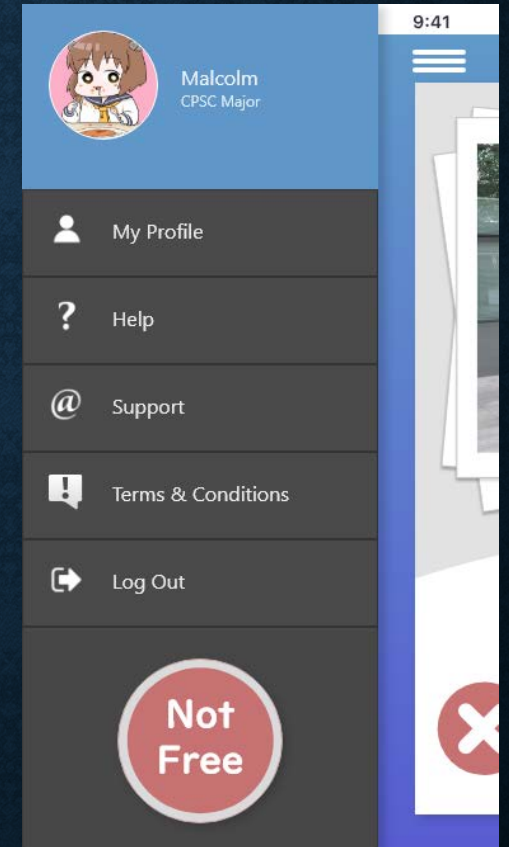 9:41
Malcolm
CPSC Major
My Profile
? Help
@ Support
! Terms & Conditions
Log Out
Not
Free